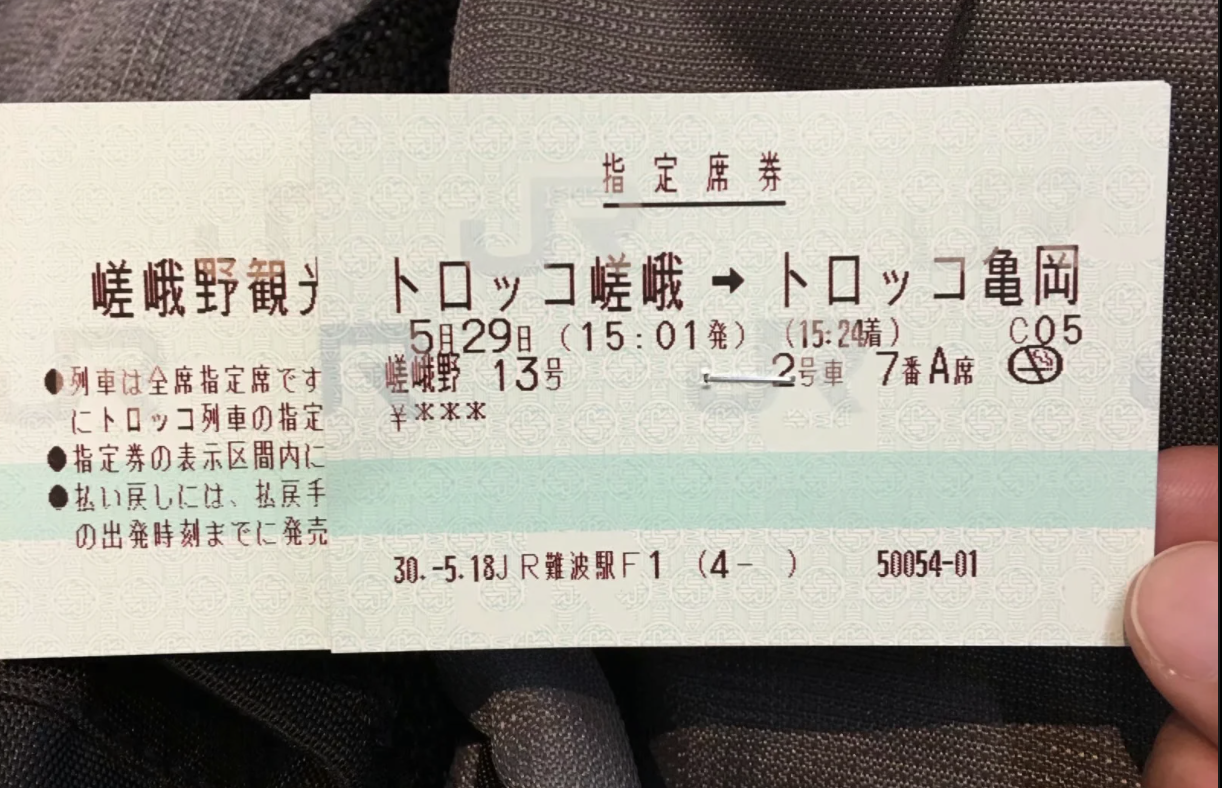 嵯峨野観
●列車は全席指定席です
にトロッコ列車の指定
●指定券の表示区間内に
●払い戻しには、払戻手
の出発時刻までに発売
指定席券
トロッコ嵯峨 → トロッコ亀岡
5月29日 (15:01発) (15:24着) C05
嵯峨野 13号 2号車 7番A席
¥***
30.-5.18JR難波駅F1 (4- ) 50054-01
JR